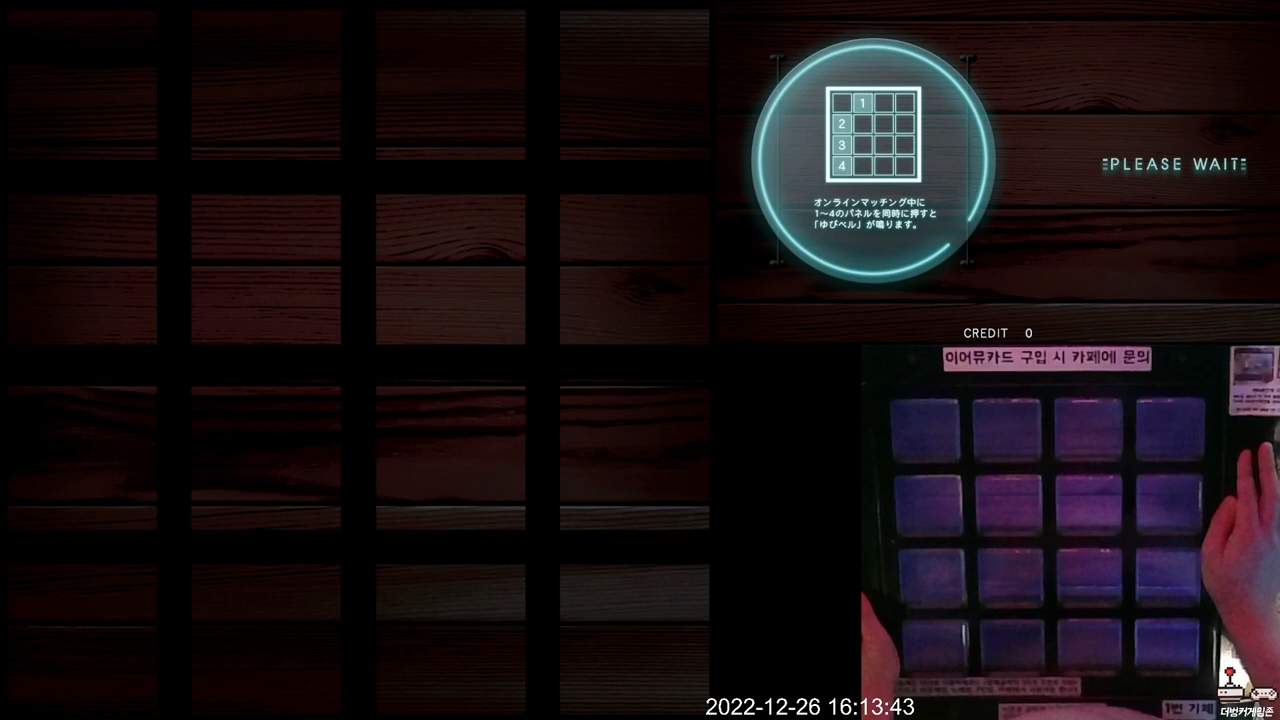 1
2
3
4
オンラインマッチング中に
1～4のパネルを同時に押すと
「ゆびベル」が鳴ります。
PLEASE WAIT
CREDIT 0
이어뮤카드 구입 시 카페에 문의
2022-12-26 16:13:43
1번 기체
더벙커게임존